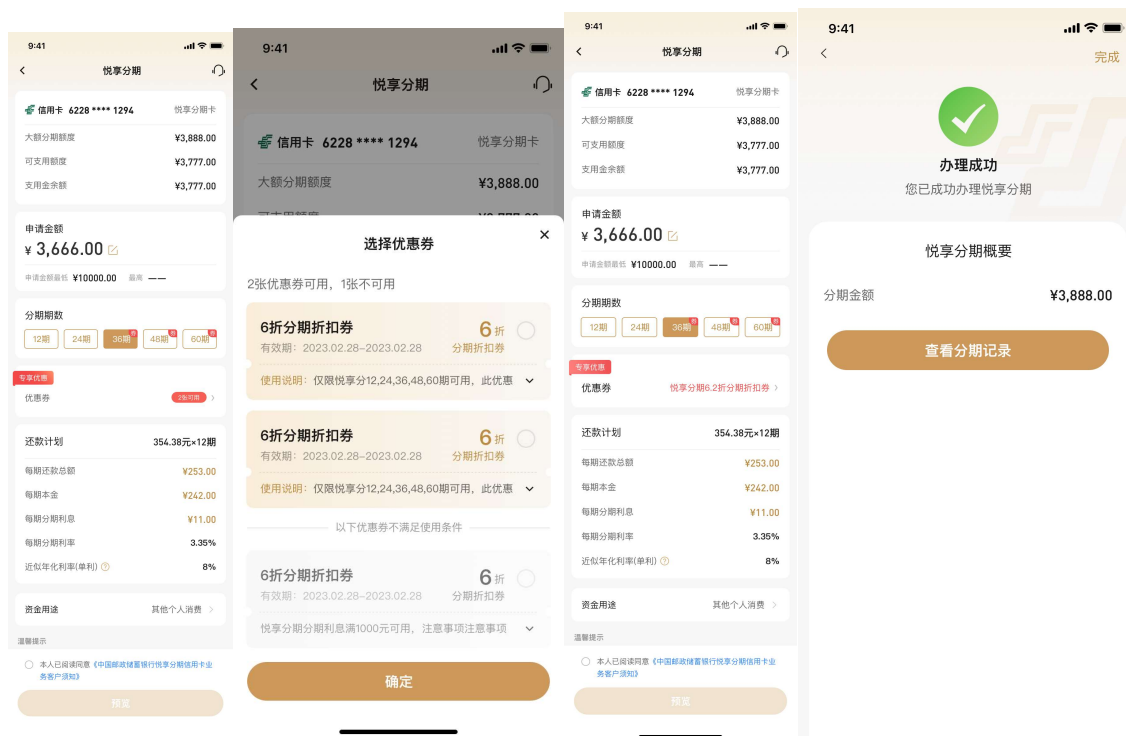 9:41
悦享分期
信用卡 6228 **** 1294 悦享分期卡
大额分期额度 ¥3,888.00
可支用额度 ¥3,777.00
支用金余额 ¥3,777.00
申请金额
¥ 3,666.00
申请金额最低 ¥10000.00 最高 ——
分期期数
12期 24期 36期 券 48期 券 60期 券
专享优惠
优惠券 2张可用
还款计划 354.38元×12期
每期还款总额 ¥253.00
每期本金 ¥242.00
每期分期利息 ¥11.00
每期分期利率 3.35%
近似年化利率(单利) 8%
资金用途 其他个人消费
温馨提示
本人已阅读同意《中国邮政储蓄银行悦享分期信用卡业
务客户须知》
预览
9:41
悦享分期
信用卡 6228 **** 1294 悦享分期卡
大额分期额度 ¥3,888.00
选择优惠券
2张优惠券可用，1张不可用
6折分期折扣券 6折
有效期：2023.02.28–2023.02.28 分期折扣券
使用说明：仅限悦享分12,24,36,48,60期可用，此优惠
6折分期折扣券 6折
有效期：2023.02.28–2023.02.28 分期折扣券
使用说明：仅限悦享分12,24,36,48,60期可用，此优惠
以下优惠券不满足使用条件
6折分期折扣券 6折
有效期：2023.02.28–2023.02.28 分期折扣券
悦享分期分期利息满1000元可用，注意事项注意事项
确定
9:41
悦享分期
信用卡 6228 **** 1294 悦享分期卡
大额分期额度 ¥3,888.00
可支用额度 ¥3,777.00
支用金余额 ¥3,777.00
申请金额
¥ 3,666.00
申请金额最低 ¥10000.00 最高 ——
分期期数
12期 24期 36期 券 48期 券 60期 券
专享优惠
优惠券 悦享分期6.2折分期折扣券
还款计划 354.38元×12期
每期还款总额 ¥253.00
每期本金 ¥242.00
每期分期利息 ¥11.00
每期分期利率 3.35%
近似年化利率(单利) 8%
资金用途 其他个人消费
温馨提示
本人已阅读同意《中国邮政储蓄银行悦享分期信用卡业
务客户须知》
预览
9:41
完成
办理成功
您已成功办理悦享分期
悦享分期概要
分期金额 ¥3,888.00
查看分期记录